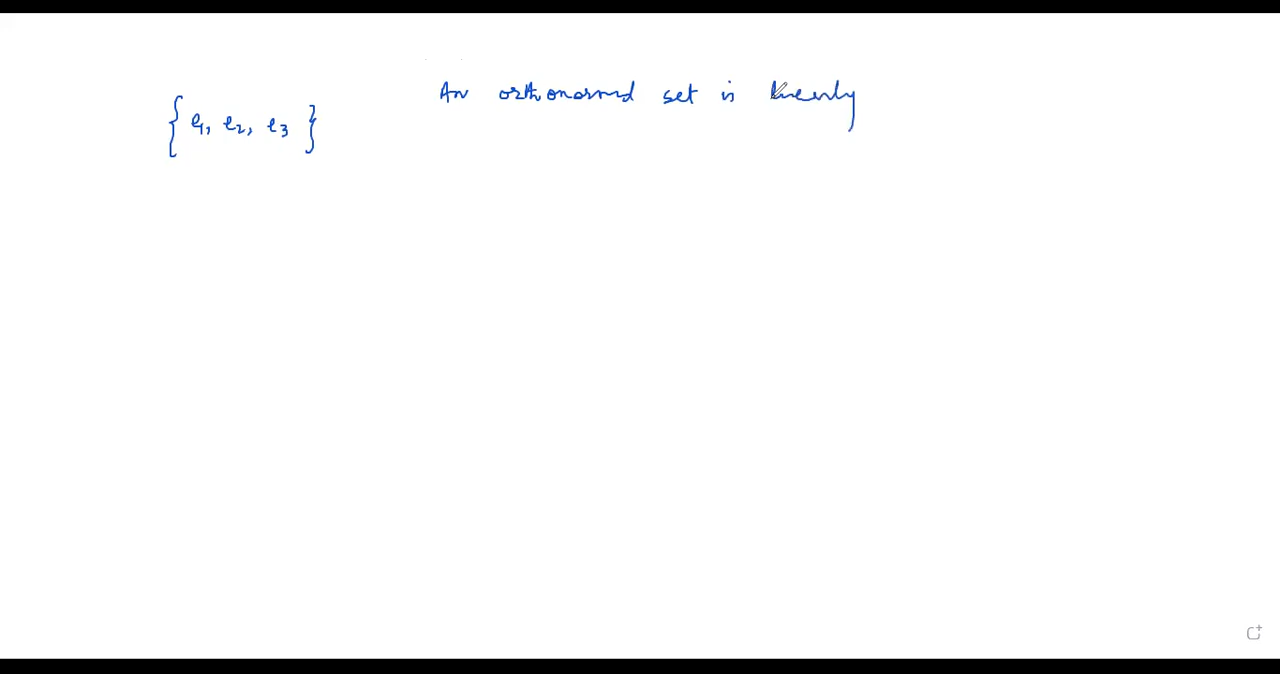 { e1, e2, e3 }
An orthonormal set is linearly